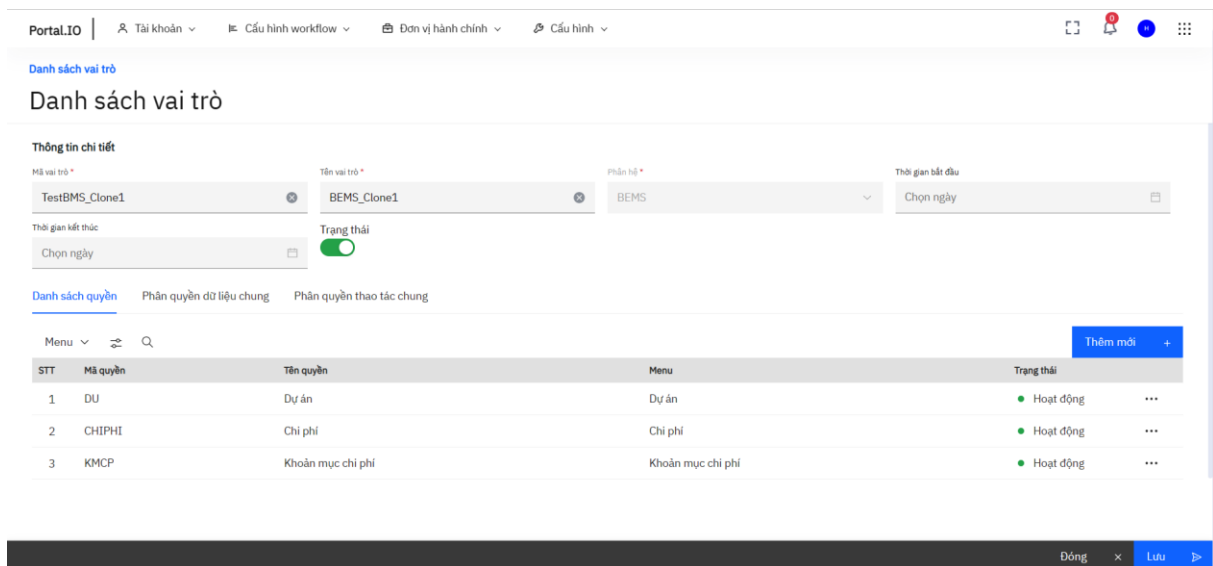 Portal.IO Tài khoản Cấu hình workflow Đơn vị hành chính Cấu hình 0 H
Danh sách vai trò
Danh sách vai trò
Thông tin chi tiết
Mã vai trò * Tên vai trò * Phân hệ * Thời gian bắt đầu
TestBMS_Clone1 BEMS_Clone1 BEMS Chọn ngày
Thời gian kết thúc Trạng thái
Chọn ngày
Danh sách quyền Phân quyền dữ liệu chung Phân quyền thao tác chung
Menu Thêm mới +
STT Mã quyền Tên quyền Menu Trạng thái
1 DU Dự án Dự án Hoạt động ...
2 CHIPHI Chi phí Chi phí Hoạt động ...
3 KMCP Khoản mục chi phí Khoản mục chi phí Hoạt động ...
Đóng × Lưu